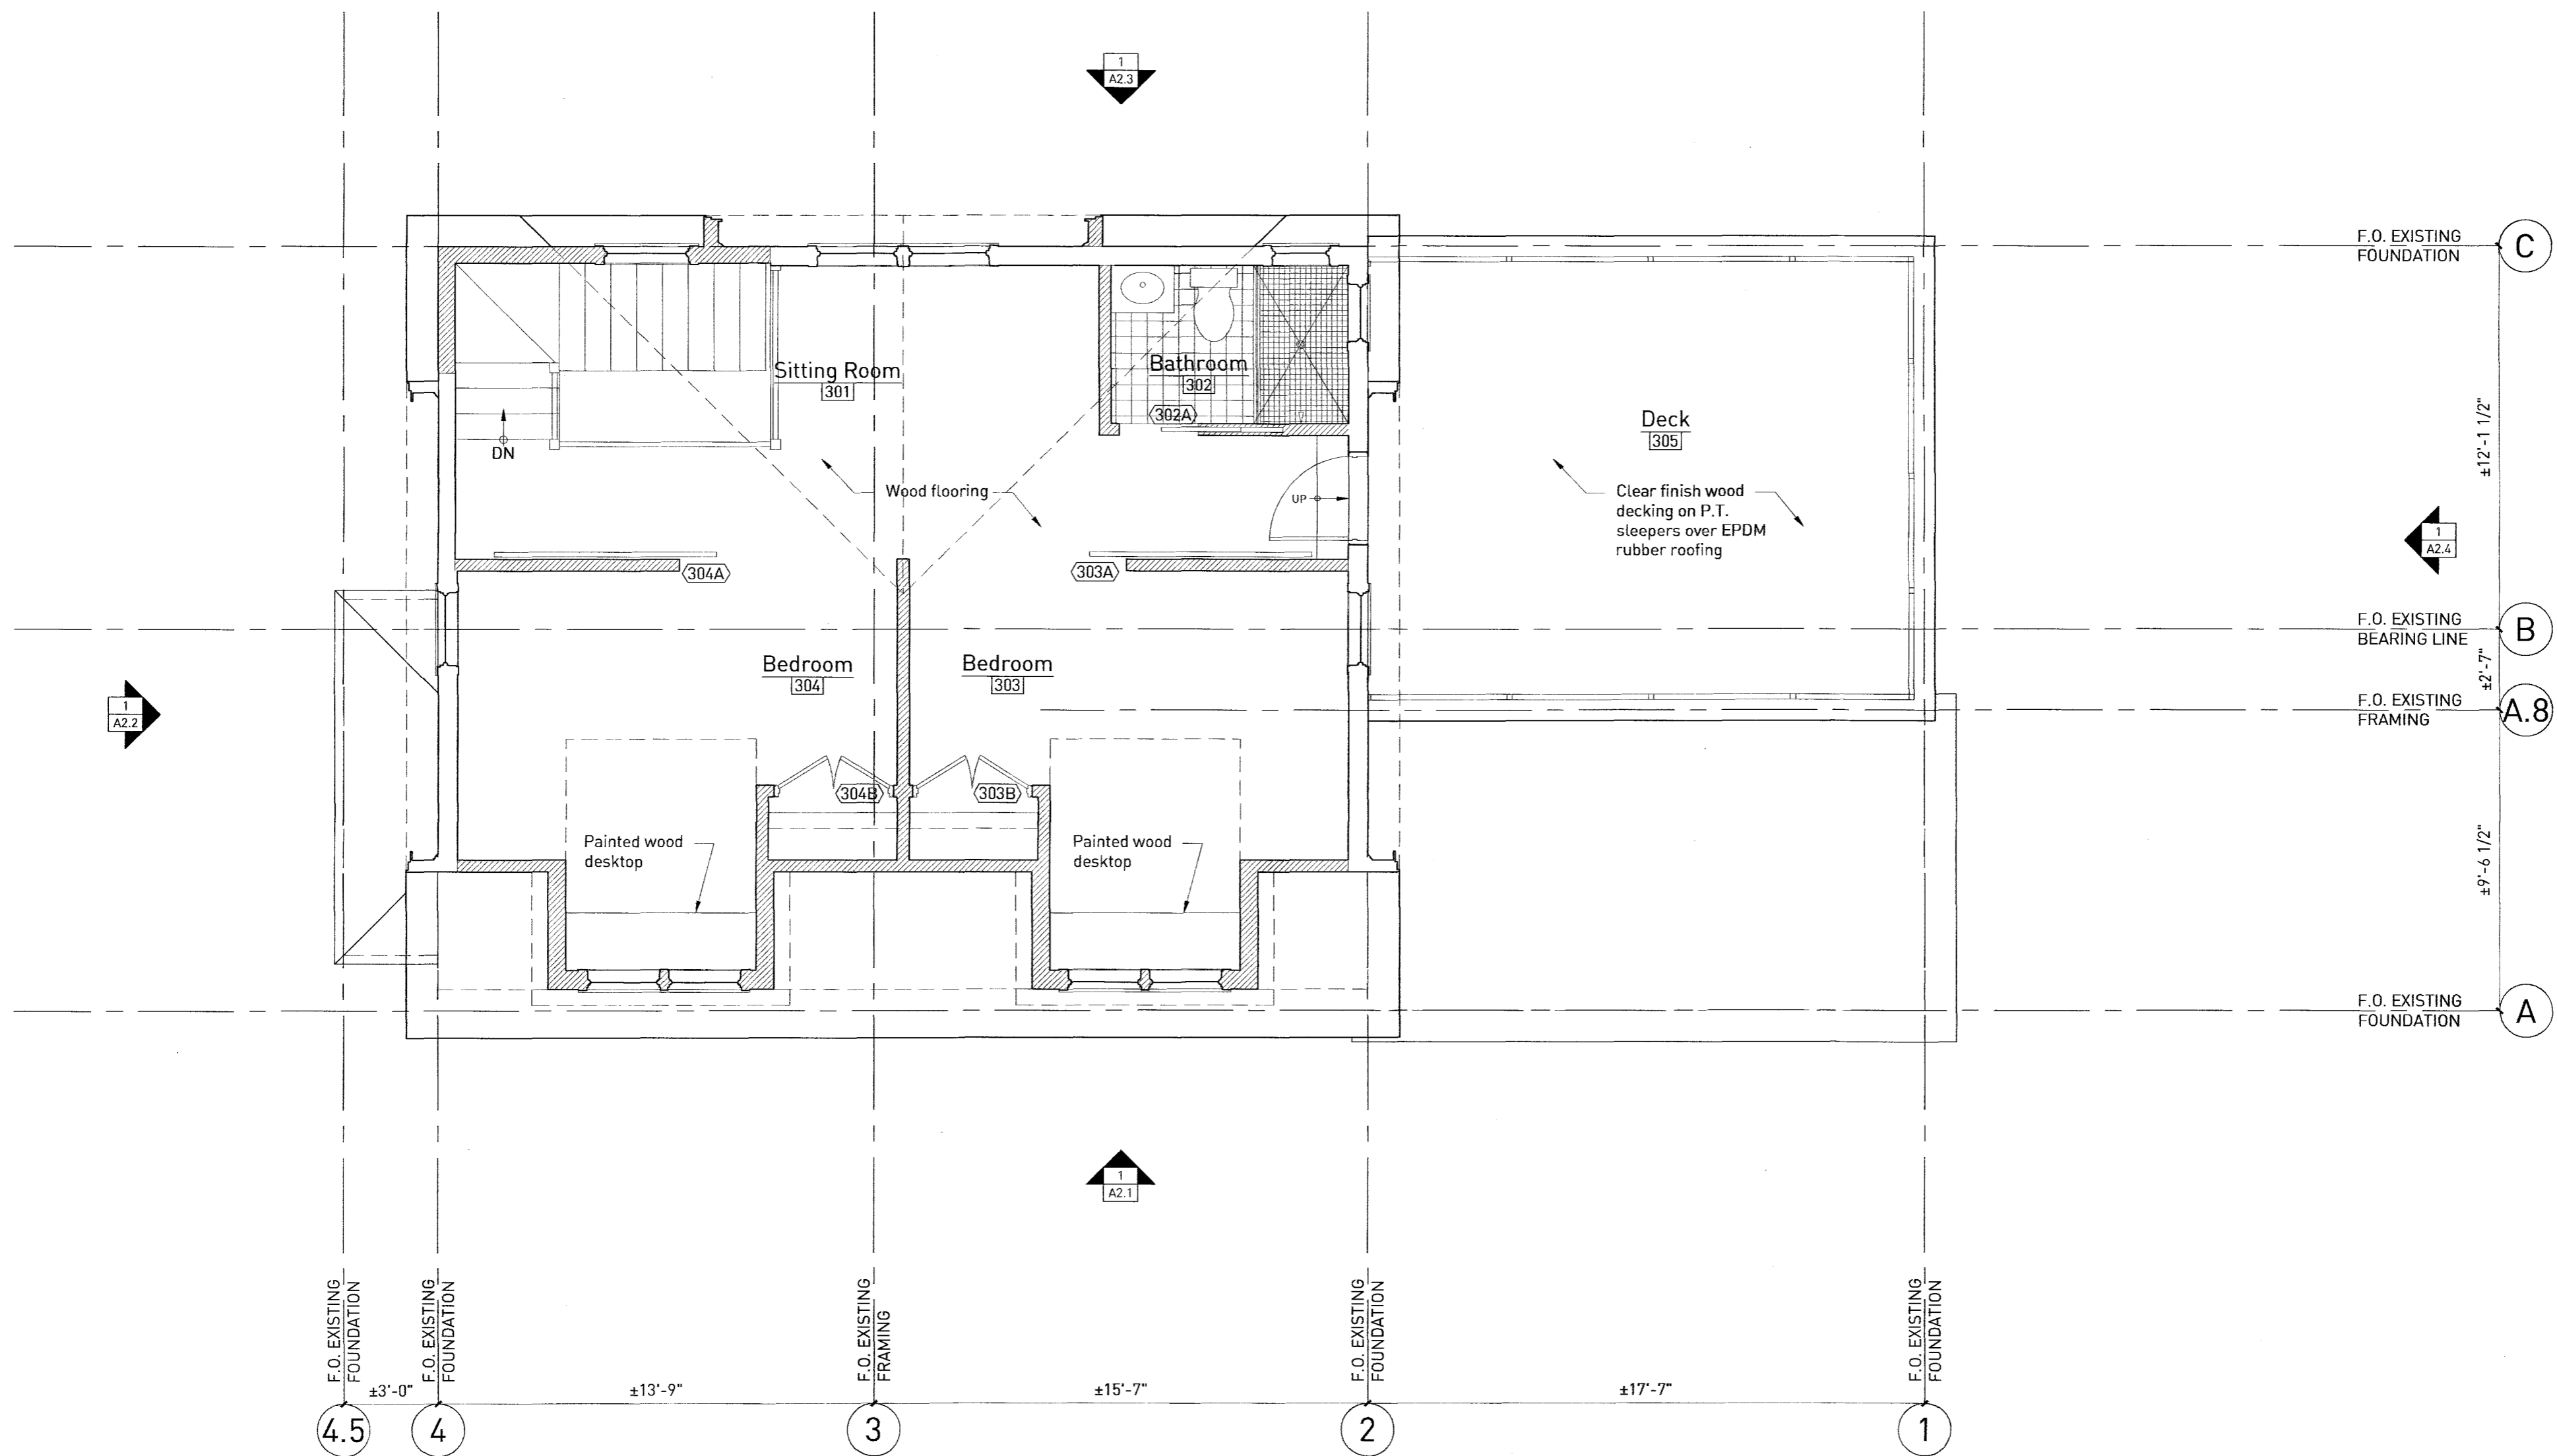 1
A2.3
F.O. EXISTING
FOUNDATION
C
Sitting Room
301
Bathroom
302
302A
DN
Deck
305
±12'-1 1/2"
Wood flooring
UP
Clear finish wood
decking on P.T.
sleepers over EPDM
rubber roofing
1
A2.4
304A
303A
F.O. EXISTING
BEARING LINE
B
Bedroom
304
Bedroom
303
±2'-7"
1
A2.2
F.O. EXISTING
FRAMING
A.8
304B
303B
Painted wood
desktop
Painted wood
desktop
±9'-6 1/2"
F.O. EXISTING
FOUNDATION
A
1
A2.1
F.O. EXISTING
FOUNDATION
F.O. EXISTING
FOUNDATION
F.O. EXISTING
FRAMING
F.O. EXISTING
FOUNDATION
F.O. EXISTING
FOUNDATION
±3'-0"
±13'-9"
±15'-7"
±17'-7"
4.5
4
3
2
1